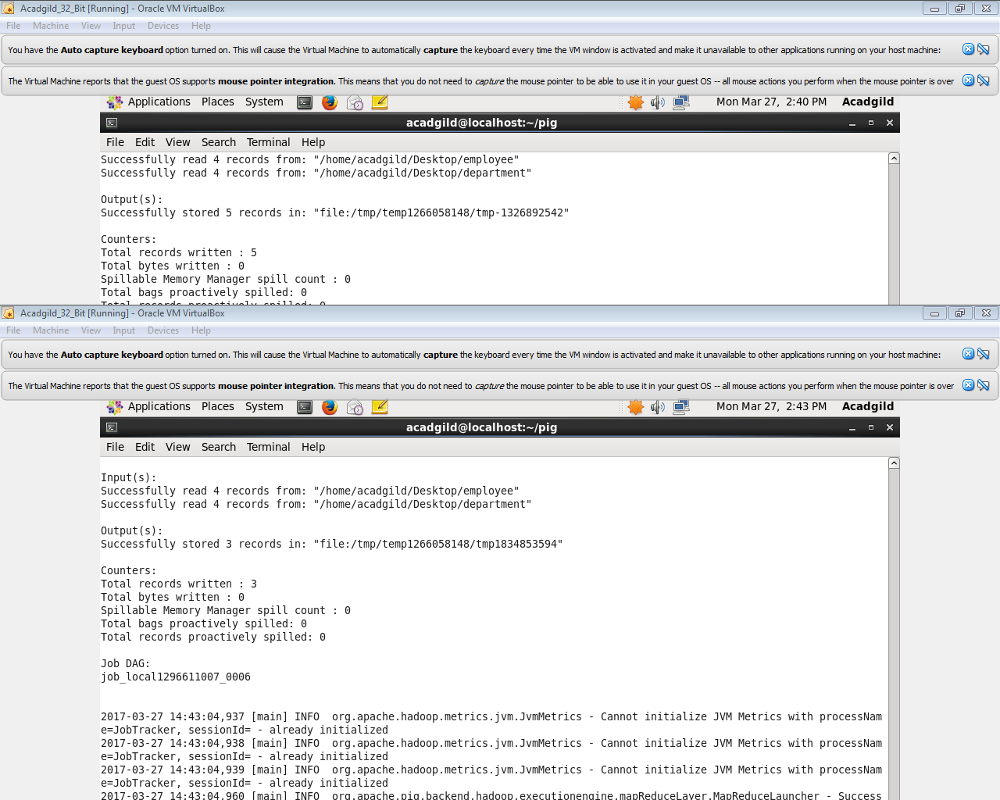 Acadgild_32_Bit [Running] - Oracle VM VirtualBox
File Machine View Input Devices Help
You have the Auto capture keyboard option turned on. This will cause the Virtual Machine to automatically capture the keyboard every time the VM window is activated and make it unavailable to other applications running on your host machine:
The Virtual Machine reports that the guest OS supports mouse pointer integration. This means that you do not need to capture the mouse pointer to be able to use it in your guest OS -- all mouse actions you perform when the mouse pointer is over
Applications Places System Mon Mar 27, 2:40 PM Acadgild
acadgild@localhost:~/pig
File Edit View Search Terminal Help
Successfully read 4 records from: "/home/acadgild/Desktop/employee"
Successfully read 4 records from: "/home/acadgild/Desktop/department"
Output(s):
Successfully stored 5 records in: "file:/tmp/temp1266058148/tmp-1326892542"
Counters:
Total records written : 5
Total bytes written : 0
Spillable Memory Manager spill count : 0
Total bags proactively spilled: 0
Total records proactively spilled: 0
Acadgild_32_Bit [Running] - Oracle VM VirtualBox
File Machine View Input Devices Help
You have the Auto capture keyboard option turned on. This will cause the Virtual Machine to automatically capture the keyboard every time the VM window is activated and make it unavailable to other applications running on your host machine:
The Virtual Machine reports that the guest OS supports mouse pointer integration. This means that you do not need to capture the mouse pointer to be able to use it in your guest OS -- all mouse actions you perform when the mouse pointer is over
Applications Places System Mon Mar 27, 2:43 PM Acadgild
acadgild@localhost:~/pig
File Edit View Search Terminal Help
Input(s):
Successfully read 4 records from: "/home/acadgild/Desktop/employee"
Successfully read 4 records from: "/home/acadgild/Desktop/department"
Output(s):
Successfully stored 3 records in: "file:/tmp/temp1266058148/tmp1834853594"
Counters:
Total records written : 3
Total bytes written : 0
Spillable Memory Manager spill count : 0
Total bags proactively spilled: 0
Total records proactively spilled: 0
Job DAG:
job_local1296611007_0006
2017-03-27 14:43:04,937 [main] INFO  org.apache.hadoop.metrics.jvm.JvmMetrics - Cannot initialize JVM Metrics with processNam
e=JobTracker, sessionId= - already initialized
2017-03-27 14:43:04,938 [main] INFO  org.apache.hadoop.metrics.jvm.JvmMetrics - Cannot initialize JVM Metrics with processNam
e=JobTracker, sessionId= - already initialized
2017-03-27 14:43:04,939 [main] INFO  org.apache.hadoop.metrics.jvm.JvmMetrics - Cannot initialize JVM Metrics with processNam
e=JobTracker, sessionId= - already initialized
2017-03-27 14:43:04,960 [main] INFO  org.apache.pig.backend.hadoop.executionengine.mapReduceLayer.MapReduceLauncher - Success